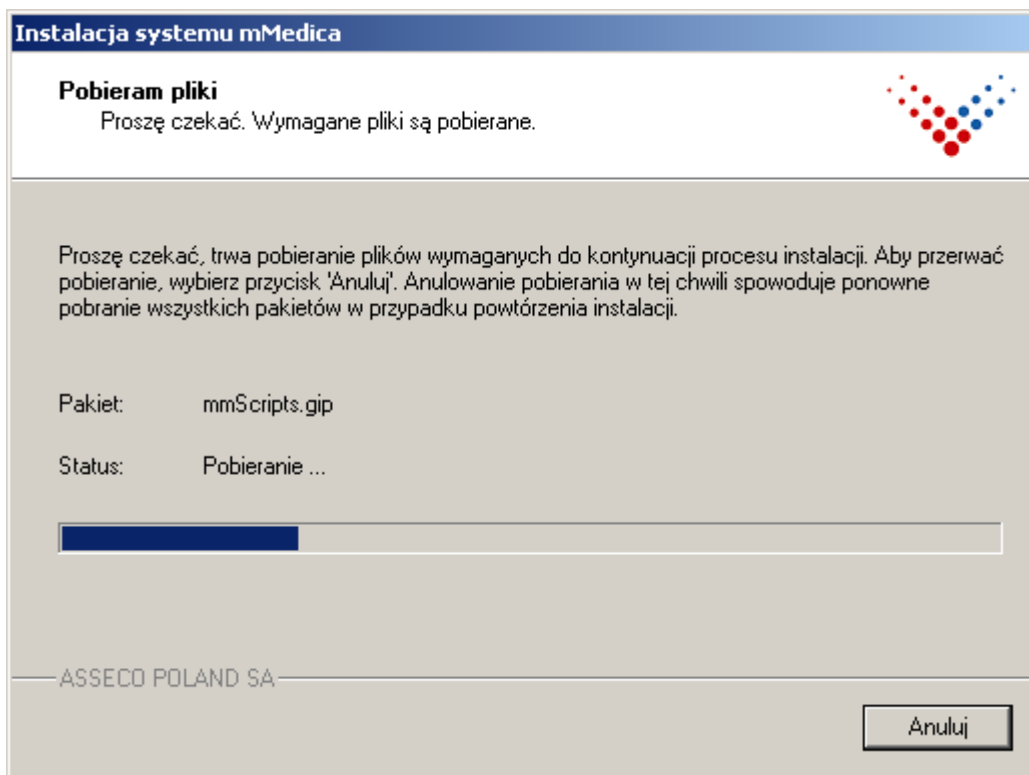 Instalacja systemu mMedica
Pobieram pliki
Proszę czekać. Wymagane pliki są pobierane.
Proszę czekać, trwa pobieranie plików wymaganych do kontynuacji procesu instalacji. Aby przerwać
pobieranie, wybierz przycisk 'Anuluj'. Anulowanie pobierania w tej chwili spowoduje ponowne
pobranie wszystkich pakietów w przypadku powtórzenia instalacji.
Pakiet: mmScripts.gip
Status: Pobieranie ...
ASSECO POLAND SA
Anuluj